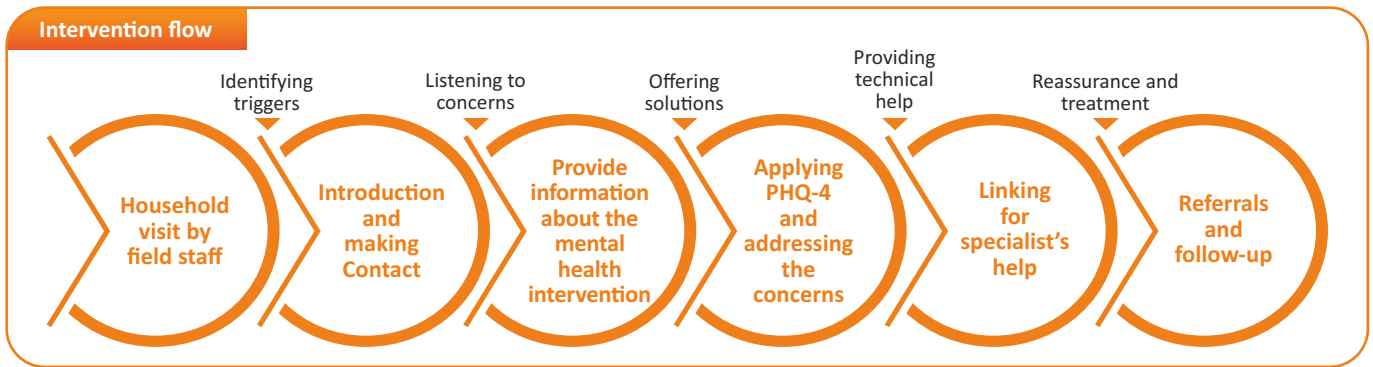 Intervention flow
Identifying
triggers
Listening to
concerns
Offering
solutions
Providing
technical
help
Reassurance and
treatment
Household
visit by
field staff
Introduction
and
making
Contact
Provide
information
about the
mental
health
intervention
Applying
PHQ-4
and
addressing
the
concerns
Linking
for
specialist’s
help
Referrals
and
follow-up